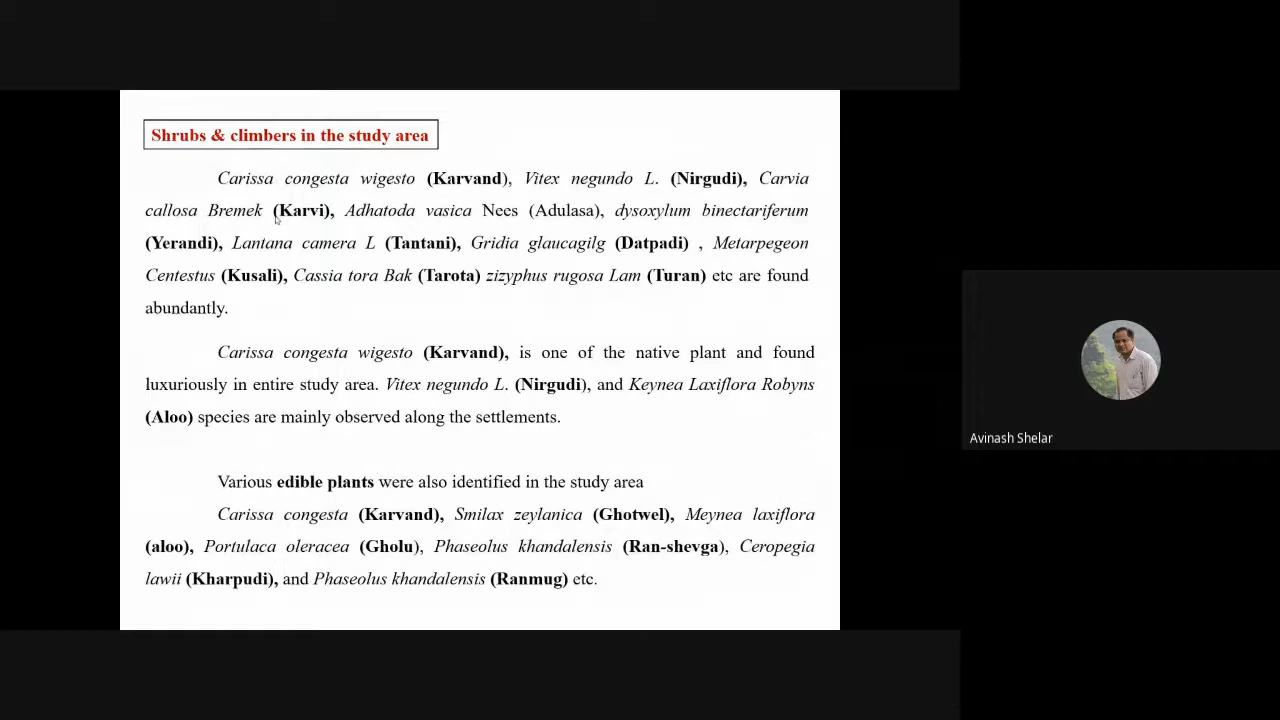 Shrubs & climbers in the study area
Carissa congesta wigesto (Karvand), Vitex negundo L. (Nirgudi), Carvia
callosa Bremek (Karvi), Adhatoda vasica Nees (Adulasa), dysoxylum binectariferum
(Yerandi), Lantana camera L (Tantani), Gridia glaucagilg (Datpadi) , Metarpegeon
Centestus (Kusali), Cassia tora Bak (Tarota) zizyphus rugosa Lam (Turan) etc are found
abundantly.
Carissa congesta wigesto (Karvand), is one of the native plant and found
luxuriously in entire study area. Vitex negundo L. (Nirgudi), and Keynea Laxiflora Robyns
(Aloo) species are mainly observed along the settlements.
Various edible plants were also identified in the study area
Carissa congesta (Karvand), Smilax zeylanica (Ghotwel), Meynea laxiflora
(aloo), Portulaca oleracea (Gholu), Phaseolus khandalensis (Ran-shevga), Ceropegia
lawii (Kharpudi), and Phaseolus khandalensis (Ranmug) etc.
Avinash Shelar